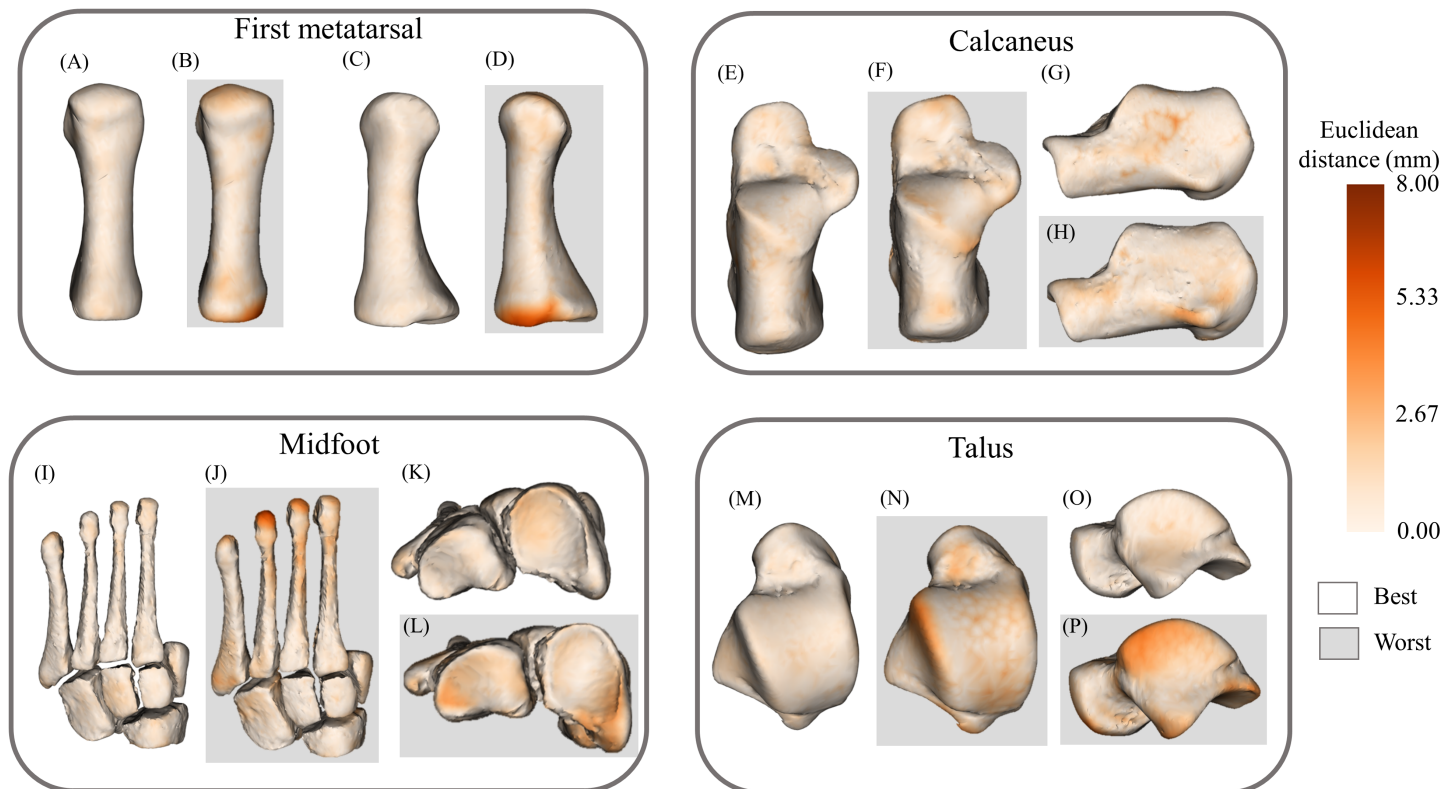 First metatarsal
(A)
(B)
(C)
(D)
Calcaneus
(E)
(F)
(G)
(H)
Euclidean
distance (mm)
8.00
5.33
2.67
0.00
Best
Worst
Midfoot
(I)
(J)
(K)
(L)
Talus
(M)
(N)
(O)
(P)